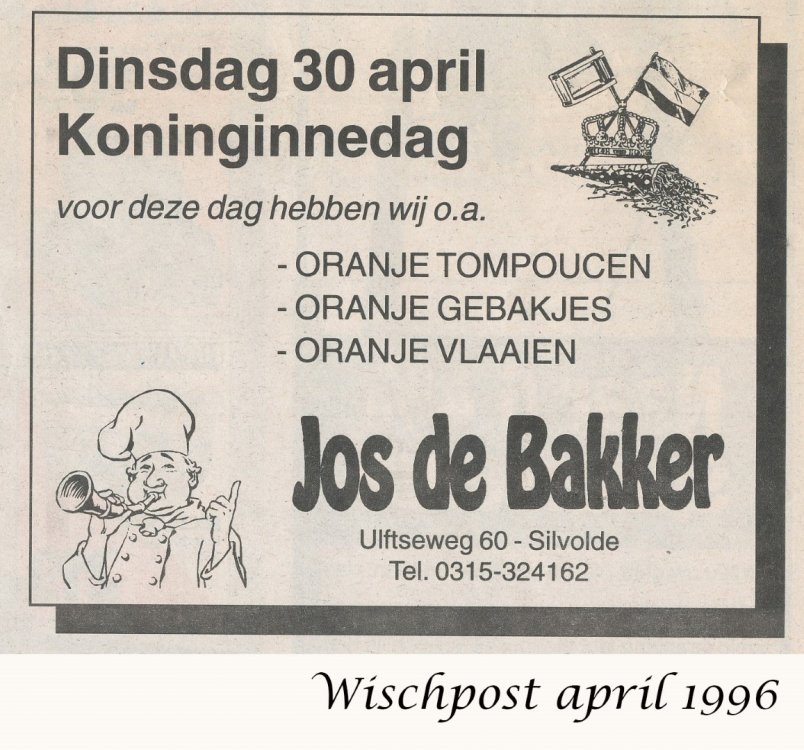 Dinsdag 30 april
Koninginnedag
voor deze dag hebben wij o.a.
- ORANJE TOMPOUCEN
- ORANJE GEBAKJES
- ORANJE VLAAIEN
Jos de Bakker
Ulftseweg 60 - Silvolde
Tel. 0315-324162
Wischpost april 1996